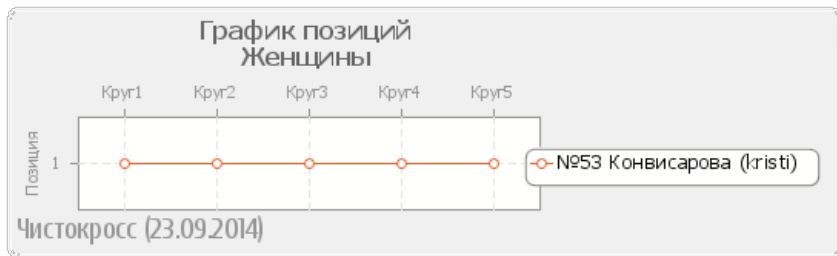 График позиций
Женщины
Круг1 Круг2 Круг3 Круг4 Круг5
Позиция
1
№53 Конвисарова (kristi)
Чистокросс (23.09.2014)